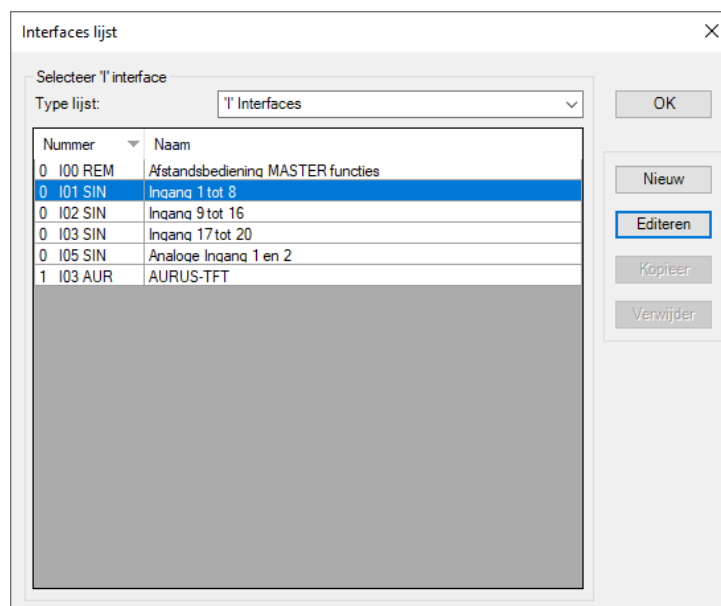 Interfaces lijst
Selecteer 'I' interface
Type lijst: 'I' Interfaces OK
Nummer Naam
0 I00 REM Afstandsbediening MASTER functies
0 I01 SIN Ingang 1 tot 8
0 I02 SIN Ingang 9 tot 16
0 I03 SIN Ingang 17 tot 20
0 I05 SIN Analoge Ingang 1 en 2
1 I03 AUR AURUS-TFT
Nieuw
Editeren
Kopieer
Verwijder